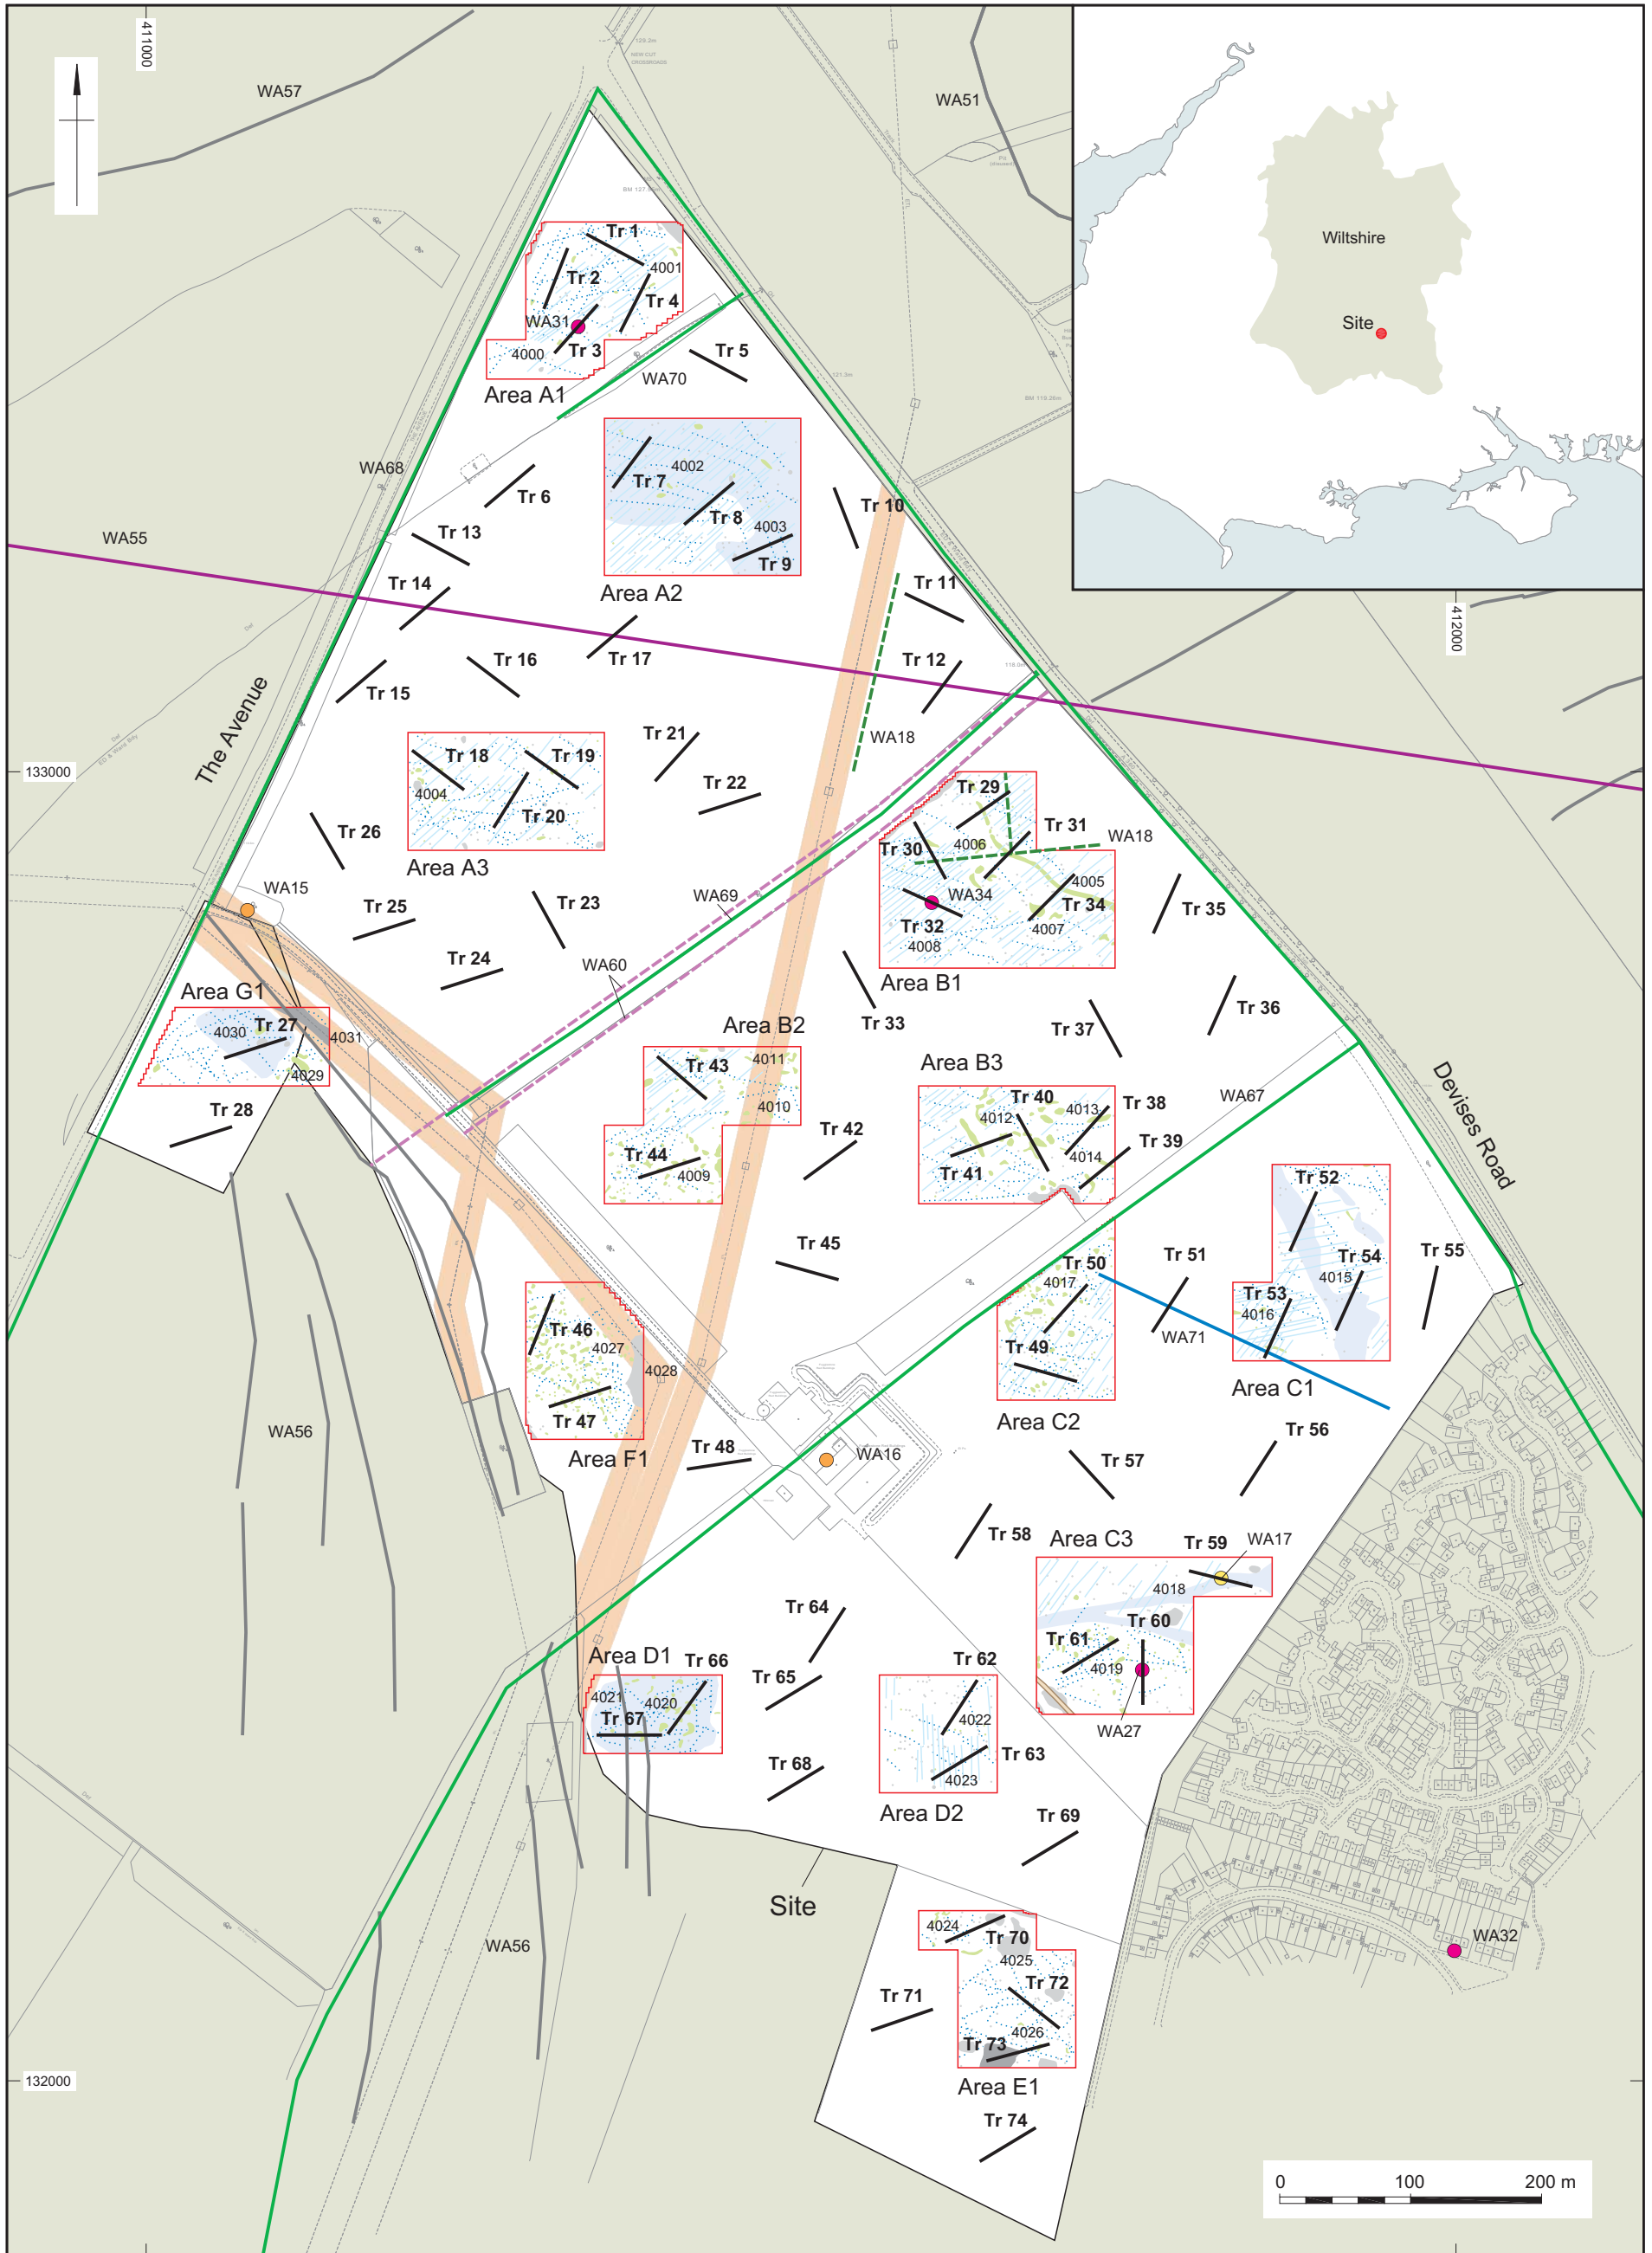 411000
129.2m
NEW CUT
CROSSROADS
WA57
WA51
Wiltshire
Site
Tr 1
4001
Tr 2
Tr 4
WA31
4000
Tr 3
Area A1
Tr 5
WA70
121.3m
BM 119.28m
WA68
Tr 6
Tr 7
4002
Tr 8
4003
Tr 9
Area A2
Tr 10
Tr 13
WA55
Tr 14
Tr 11
412000
Tr 12
118.0m
Tr 16
Tr 17
Tr 15
The Avenue
WA18
Tr 21
Tr 18
Tr 19
4004
Tr 20
Area A3
Tr 22
133000
Tr 26
Tr 29
Tr 31
4006
WA18
Tr 30
4005
WA34
Tr 34
Tr 32
4007
4008
Area B1
Tr 35
WA15
WA69
Tr 25
Tr 23
Tr 24
WA60
Area G1
4030
Tr 27
4031
4029
Tr 28
Tr 33
Tr 37
Tr 36
Area B2
4011
Tr 43
4010
Tr 44
4009
Tr 42
Area B3
Tr 40
4012
4013
Tr 38
4014
Tr 39
Tr 41
WA67
Devises Road
Tr 45
Tr 50
4017
Tr 49
Area C2
Tr 51
WA71
Tr 52
Tr 54
4015
Tr 53
4016
Area C1
Tr 55
Tr 46
4027
4028
Tr 47
Area F1
Tr 48
WA16
WA56
Tr 57
Tr 56
Tr 58
Area C3
Tr 59
WA17
4018
Tr 60
Tr 61
4019
WA27
Tr 64
Tr 65
Area D1
Tr 66
4021
4020
Tr 67
Tr 68
Tr 62
4022
Tr 63
4023
Area D2
Tr 69
Site
WA56
4024
Tr 70
4025
Tr 72
4026
Tr 73
Area E1
Tr 71
WA32
132000
Tr 74
0 100 200 m